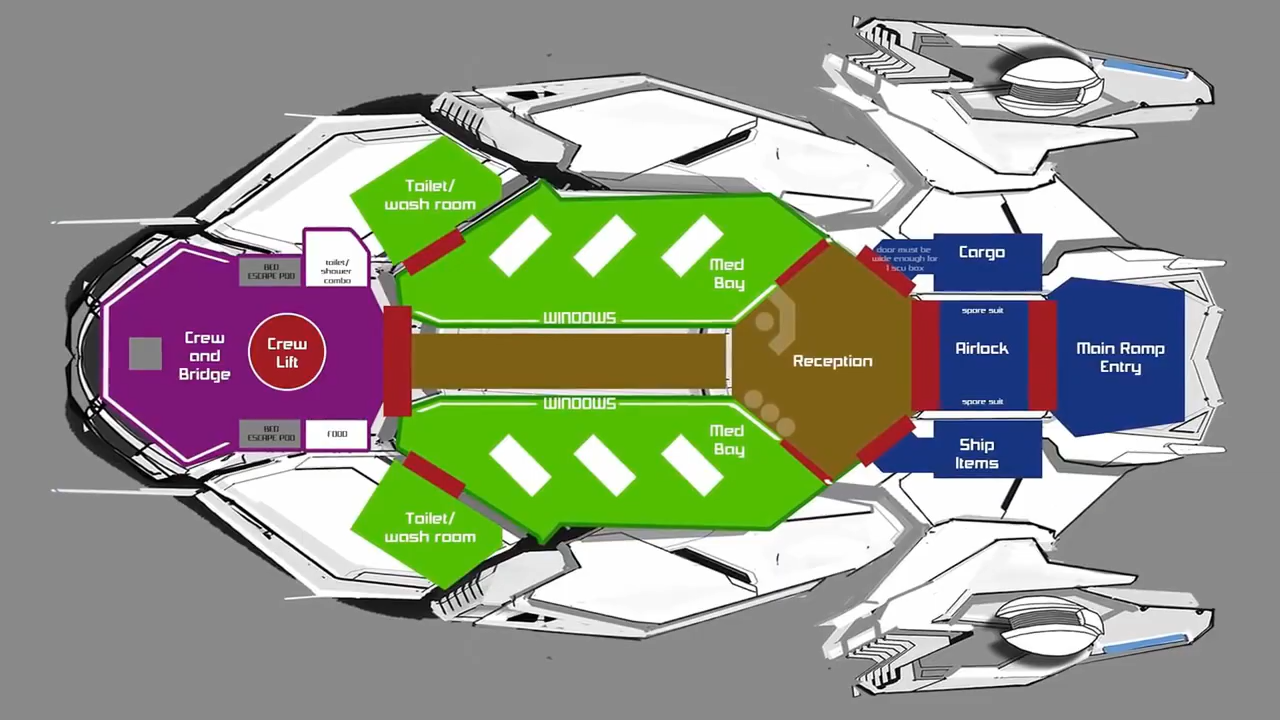 Toilet/
wash room
BED
ESCAPE POD
toilet/
shower
combo
Med
Bay
door must be
wide enough for
1 scu box
Cargo
WINDOWS
spare suit
Crew
and
Bridge
Crew
Lift
Reception
Airlock
Main Ramp
Entry
WINDOWS
spare suit
BED
ESCAPE POD
FOOD
Med
Bay
Ship
Items
Toilet/
wash room